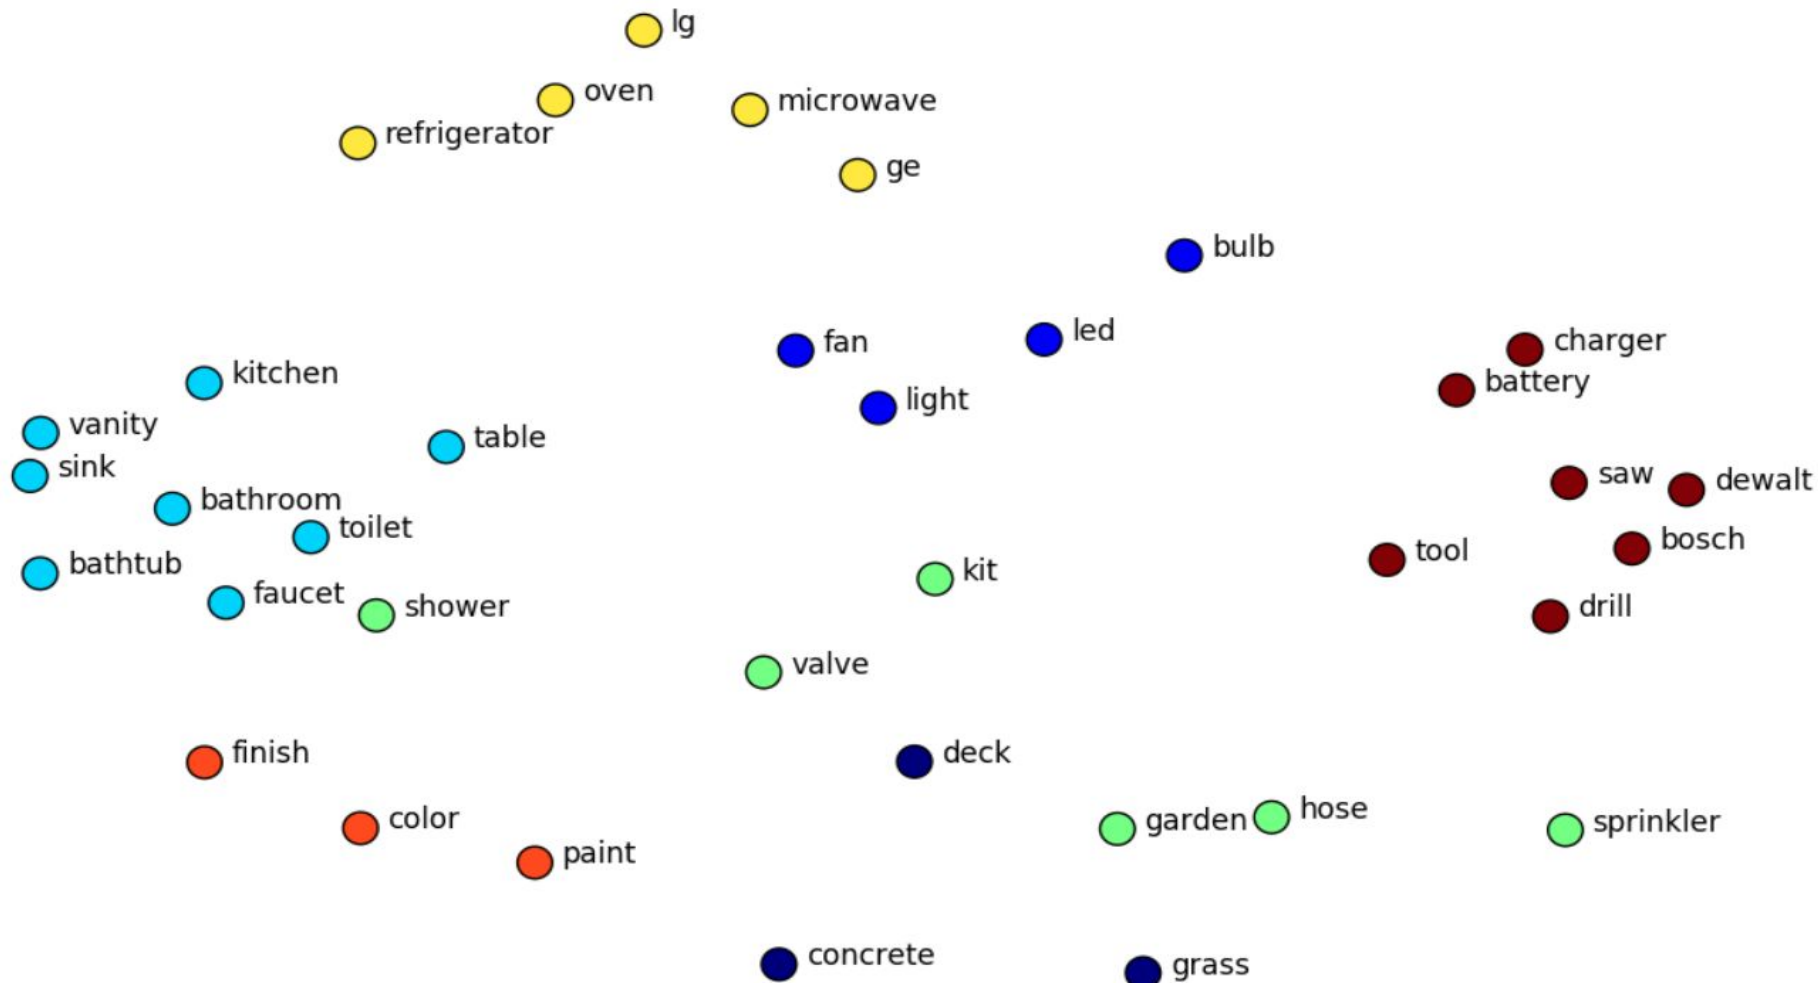 lg
oven
microwave
refrigerator
ge
bulb
fan
led
charger
kitchen
battery
light
vanity
table
sink
saw
dewalt
bathroom
toilet
bosch
tool
bathtub
kit
faucet
shower
drill
valve
finish
deck
color
garden
hose
sprinkler
paint
concrete
grass